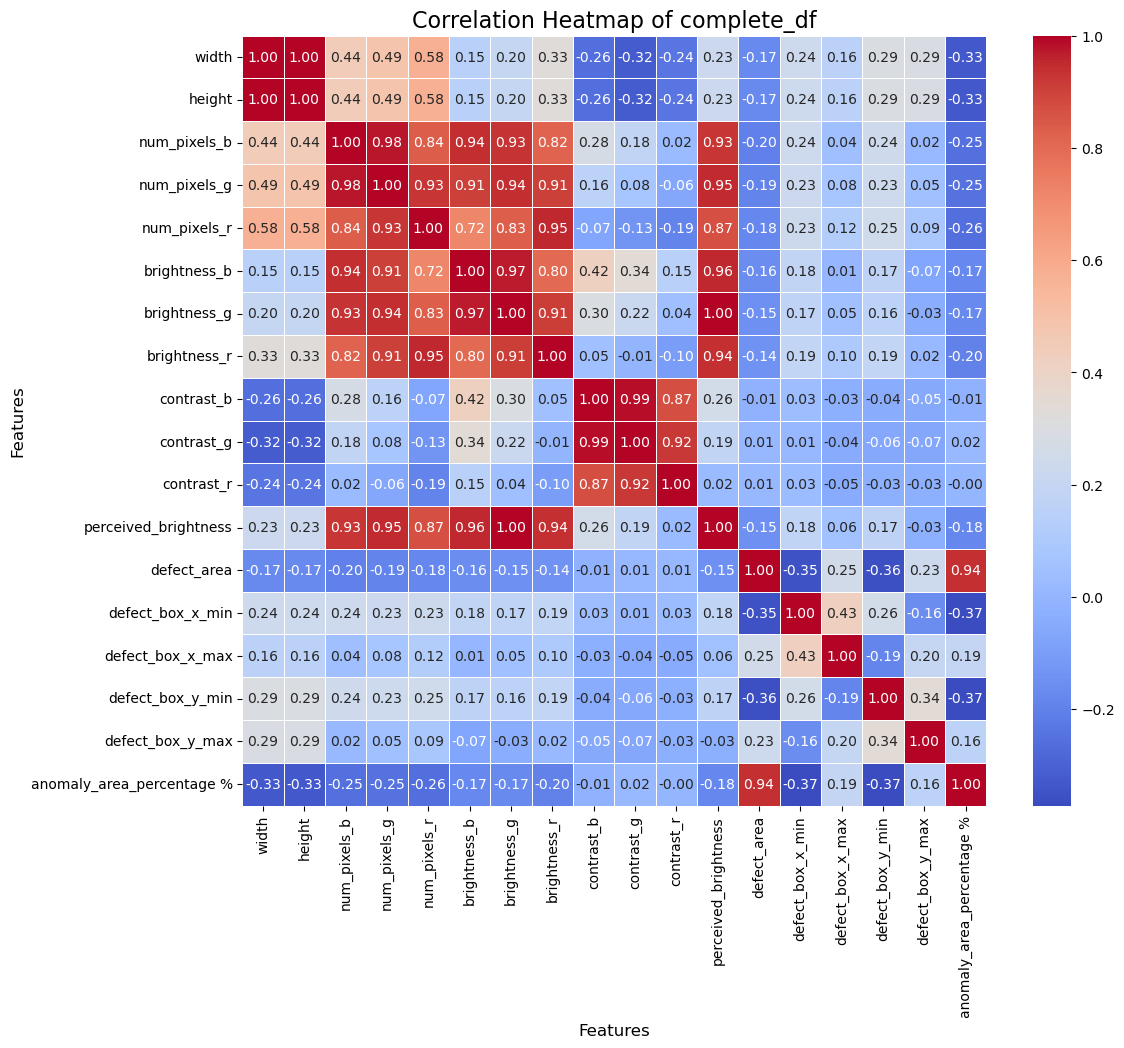 Correlation Heatmap of complete_df
width 1.00 1.00 0.44 0.49 0.58 0.15 0.20 0.33 -0.26 -0.32 -0.24 0.23 -0.17 0.24 0.16 0.29 0.29 -0.33
height 1.00 1.00 0.44 0.49 0.58 0.15 0.20 0.33 -0.26 -0.32 -0.24 0.23 -0.17 0.24 0.16 0.29 0.29 -0.33
num_pixels_b 0.44 0.44 1.00 0.98 0.84 0.94 0.93 0.82 0.28 0.18 0.02 0.93 -0.20 0.24 0.04 0.24 0.02 -0.25
num_pixels_g 0.49 0.49 0.98 1.00 0.93 0.91 0.94 0.91 0.16 0.08 -0.06 0.95 -0.19 0.23 0.08 0.23 0.05 -0.25
num_pixels_r 0.58 0.58 0.84 0.93 1.00 0.72 0.83 0.95 -0.07 -0.13 -0.19 0.87 -0.18 0.23 0.12 0.25 0.09 -0.26
brightness_b 0.15 0.15 0.94 0.91 0.72 1.00 0.97 0.80 0.42 0.34 0.15 0.96 -0.16 0.18 0.01 0.17 -0.07 -0.17
brightness_g 0.20 0.20 0.93 0.94 0.83 0.97 1.00 0.91 0.30 0.22 0.04 1.00 -0.15 0.17 0.05 0.16 -0.03 -0.17
brightness_r 0.33 0.33 0.82 0.91 0.95 0.80 0.91 1.00 0.05 -0.01 -0.10 0.94 -0.14 0.19 0.10 0.19 0.02 -0.20
contrast_b -0.26 -0.26 0.28 0.16 -0.07 0.42 0.30 0.05 1.00 0.99 0.87 0.26 -0.01 0.03 -0.03 -0.04 -0.05 -0.01
contrast_g -0.32 -0.32 0.18 0.08 -0.13 0.34 0.22 -0.01 0.99 1.00 0.92 0.19 0.01 0.01 -0.04 -0.06 -0.07 0.02
contrast_r -0.24 -0.24 0.02 -0.06 -0.19 0.15 0.04 -0.10 0.87 0.92 1.00 0.02 0.01 0.03 -0.05 -0.03 -0.03 -0.00
perceived_brightness 0.23 0.23 0.93 0.95 0.87 0.96 1.00 0.94 0.26 0.19 0.02 1.00 -0.15 0.18 0.06 0.17 -0.03 -0.18
defect_area -0.17 -0.17 -0.20 -0.19 -0.18 -0.16 -0.15 -0.14 -0.01 0.01 0.01 -0.15 1.00 -0.35 0.25 -0.36 0.23 0.94
defect_box_x_min 0.24 0.24 0.24 0.23 0.23 0.18 0.17 0.19 0.03 0.01 0.03 0.18 -0.35 1.00 0.43 0.26 -0.16 -0.37
defect_box_x_max 0.16 0.16 0.04 0.08 0.12 0.01 0.05 0.10 -0.03 -0.04 -0.05 0.06 0.25 0.43 1.00 -0.19 0.20 0.19
defect_box_y_min 0.29 0.29 0.24 0.23 0.25 0.17 0.16 0.19 -0.04 -0.06 -0.03 0.17 -0.36 0.26 -0.19 1.00 0.34 -0.37
defect_box_y_max 0.29 0.29 0.02 0.05 0.09 -0.07 -0.03 0.02 -0.05 -0.07 -0.03 -0.03 0.23 -0.16 0.20 0.34 1.00 0.16
anomaly_area_percentage % -0.33 -0.33 -0.25 -0.25 -0.26 -0.17 -0.17 -0.20 -0.01 0.02 -0.00 -0.18 0.94 -0.37 0.19 -0.37 0.16 1.00
Features
width
height
num_pixels_b
num_pixels_g
num_pixels_r
brightness_b
brightness_g
brightness_r
contrast_b
contrast_g
contrast_r
perceived_brightness
defect_area
defect_box_x_min
defect_box_x_max
defect_box_y_min
defect_box_y_max
anomaly_area_percentage %
Features
1.0
0.8
0.6
0.4
0.2
0.0
−0.2